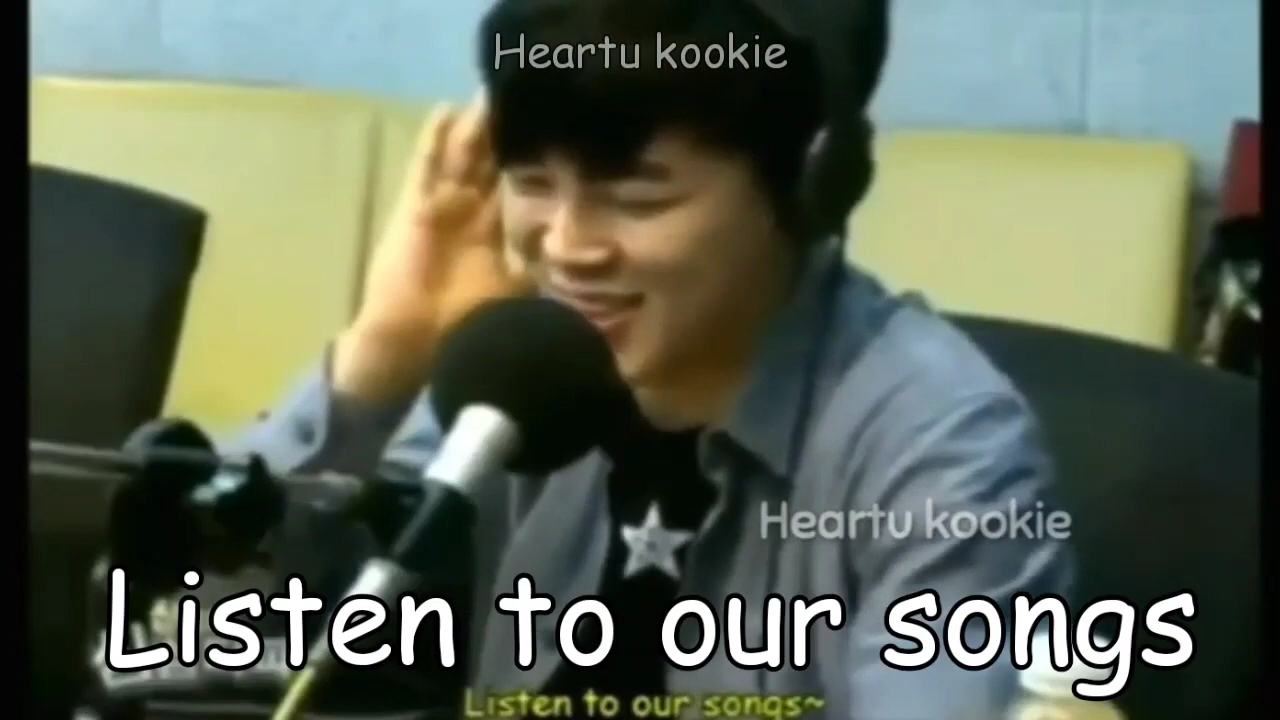 Heartu kookie
Heartu kookie
Listen to our songs
Listen to our songs~